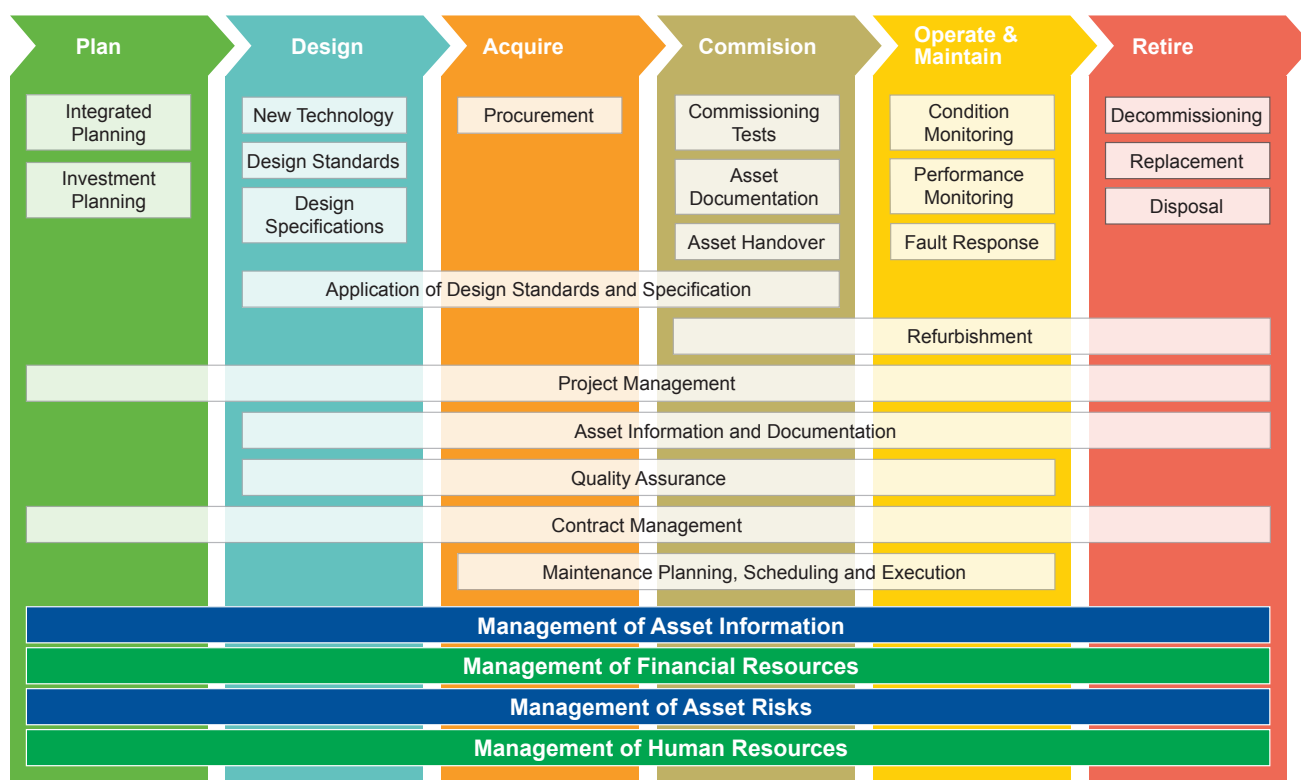 Plan
Design
Acquire
Commision
Operate &
Maintain
Retire
Integrated
Planning
Investment
Planning
New Technology
Design Standards
Design
Specifications
Procurement
Commissioning
Tests
Asset
Documentation
Asset Handover
Condition
Monitoring
Performance
Monitoring
Fault Response
Decommissioning
Replacement
Disposal
Application of Design Standards and Specification
Refurbishment
Project Management
Asset Information and Documentation
Quality Assurance
Contract Management
Maintenance Planning, Scheduling and Execution
Management of Asset Information
Management of Financial Resources
Management of Asset Risks
Management of Human Resources